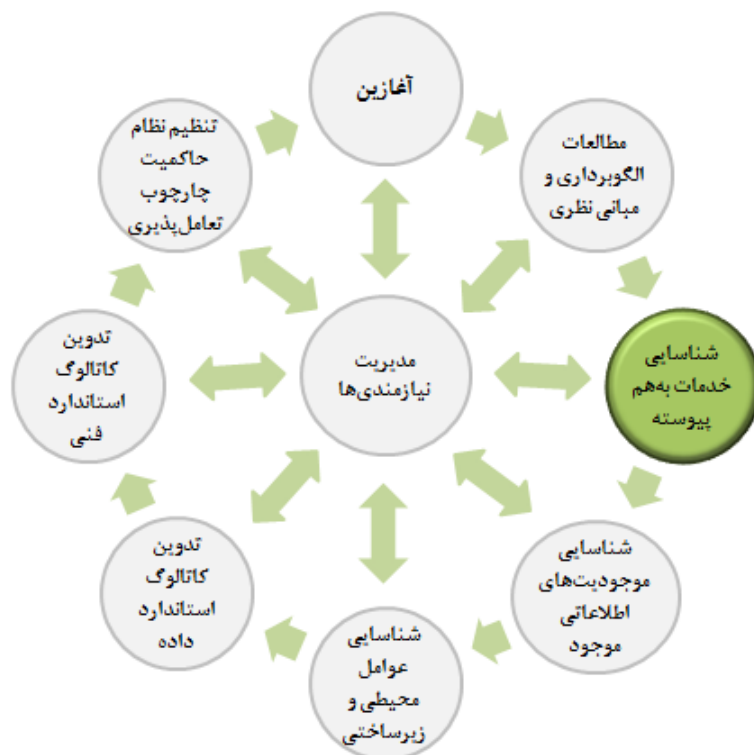 آغازین
مطالعات
الگوبرداری و
مبانی نظری
شناسایی
خدمات به‌هم
پیوسته
شناسایی
موجودیت‌های
اطلاعاتی
موجود
شناسایی
عوامل
محیطی و
زیرساختی
تدوین
کاتالوگ
استاندارد
داده
تدوین
کاتالوگ
استاندارد
فنی
تنظیم نظام
حاکمیت
چارچوب
تعامل‌پذیری
مدیریت
نیازمندی‌ها